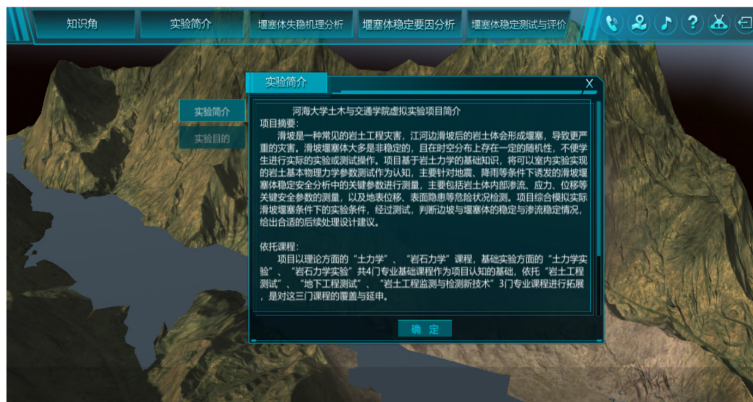 知识角
实验简介
堰塞体失稳机理分析
堰塞体稳定要因分析
堰塞体稳定测试与评价
实验简介
X
实验简介
实验目的
河海大学土木与交通学院虚拟实验项目简介
项目摘要：
滑坡是一种常见的岩土工程灾害，江河边滑坡后的岩土体会形成堰塞，导致更严
重的灾害。滑坡堰塞体大多是非稳定的，且在时空分布上存在一定的随机性，不便学
生进行实际的实验或测试操作。项目基于岩土力学的基础知识，将可以室内实验实现
的岩土基本物理力学参数测试作为认知，主要针对地震、降雨等条件下诱发的滑坡堰
塞体稳定安全分析中的关键参数进行测量，主要包括岩土体内部渗流、应力、位移等
关键安全参数的测量，以及地表位移、表面隐患等危险状况检测。项目综合模拟实际
滑坡堰塞条件下的实验条件，经过测试，判断边坡与堰塞体的稳定与渗流稳定情况，
给出合适的后续处理设计建议。
依托课程：
项目以理论方面的“土力学”、“岩石力学”课程，基础实验方面的“土力学实
验”、“岩石力学实验”共4门专业基础课程作为项目认知的基础，依托“岩土工程
测试”、“地下工程测试”、“岩土工程监测与检测新技术”3门专业课程进行拓展
，是对这三门课程的覆盖与延申。
确 定